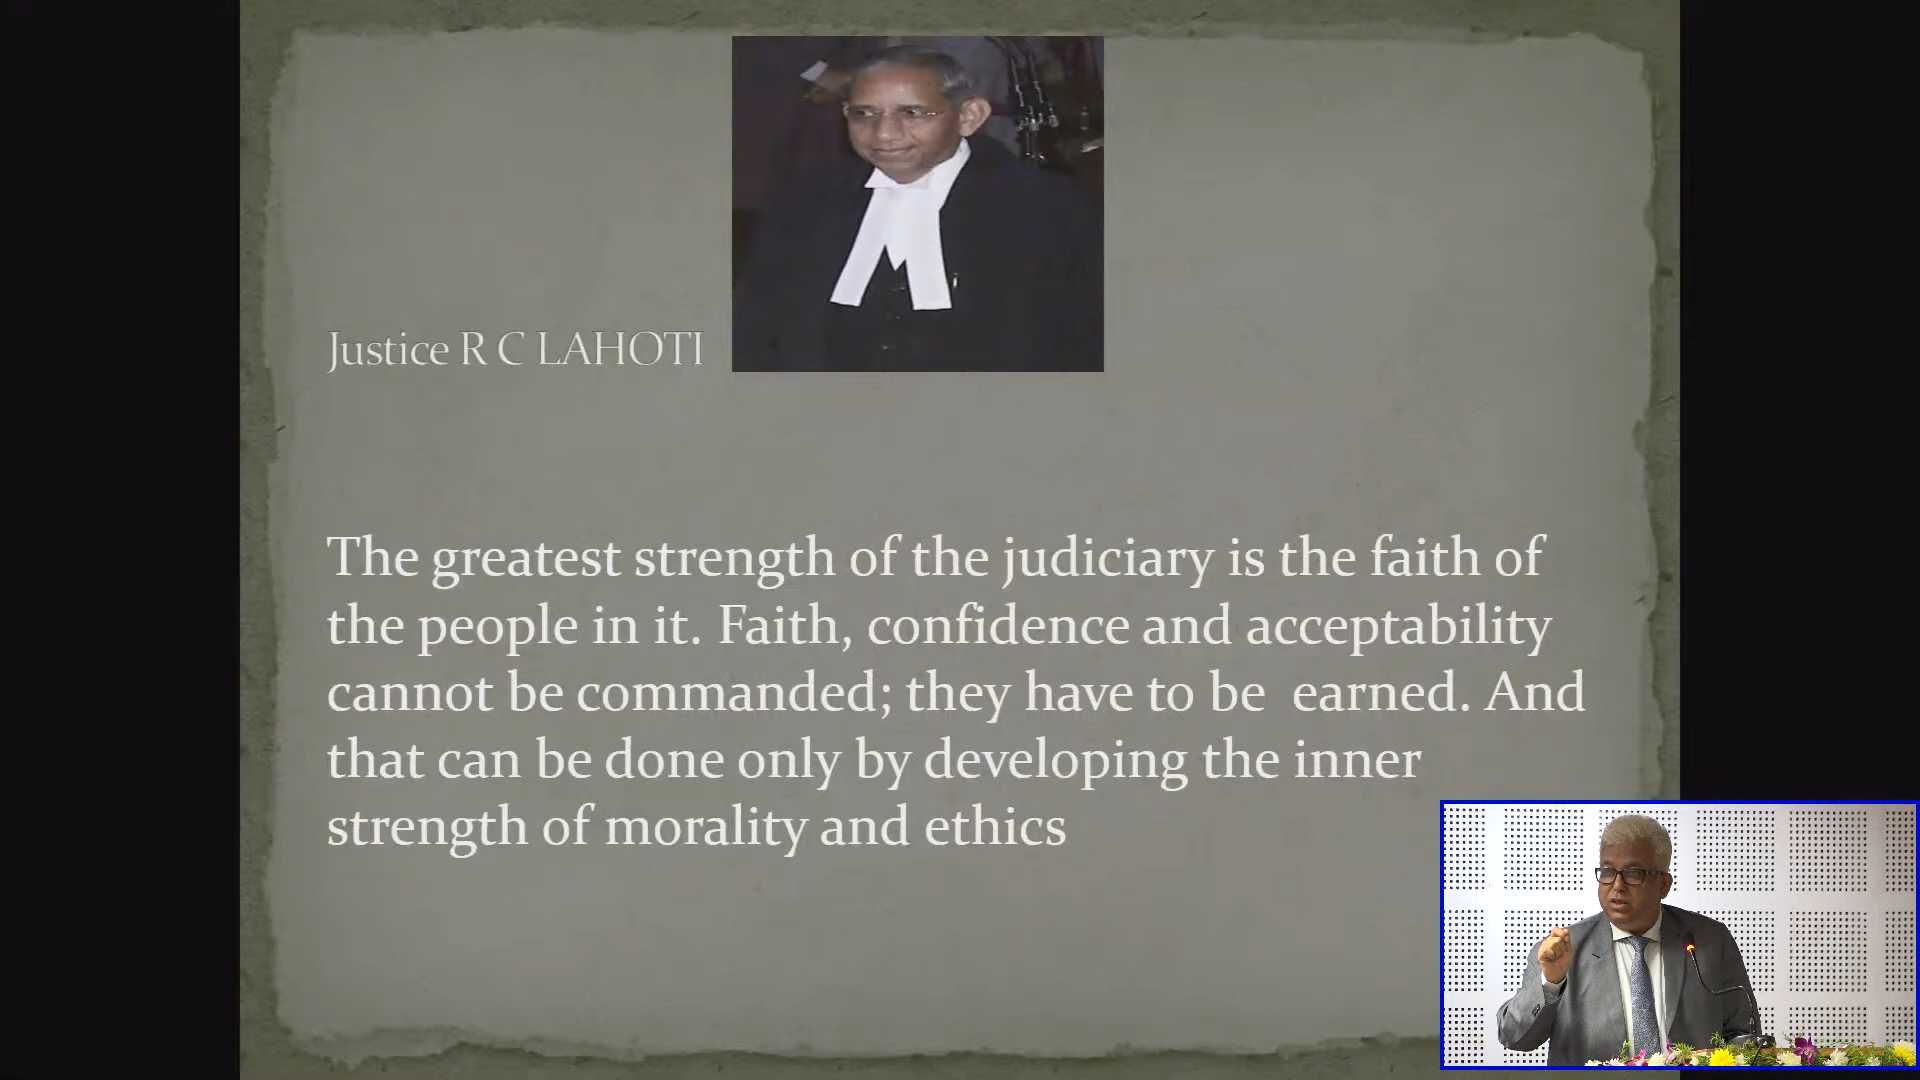 Justice R C LAHOTI
The greatest strength of the judiciary is the faith of
the people in it. Faith, confidence and acceptability
cannot be commanded; they have to be  earned. And
that can be done only by developing the inner
strength of morality and ethics